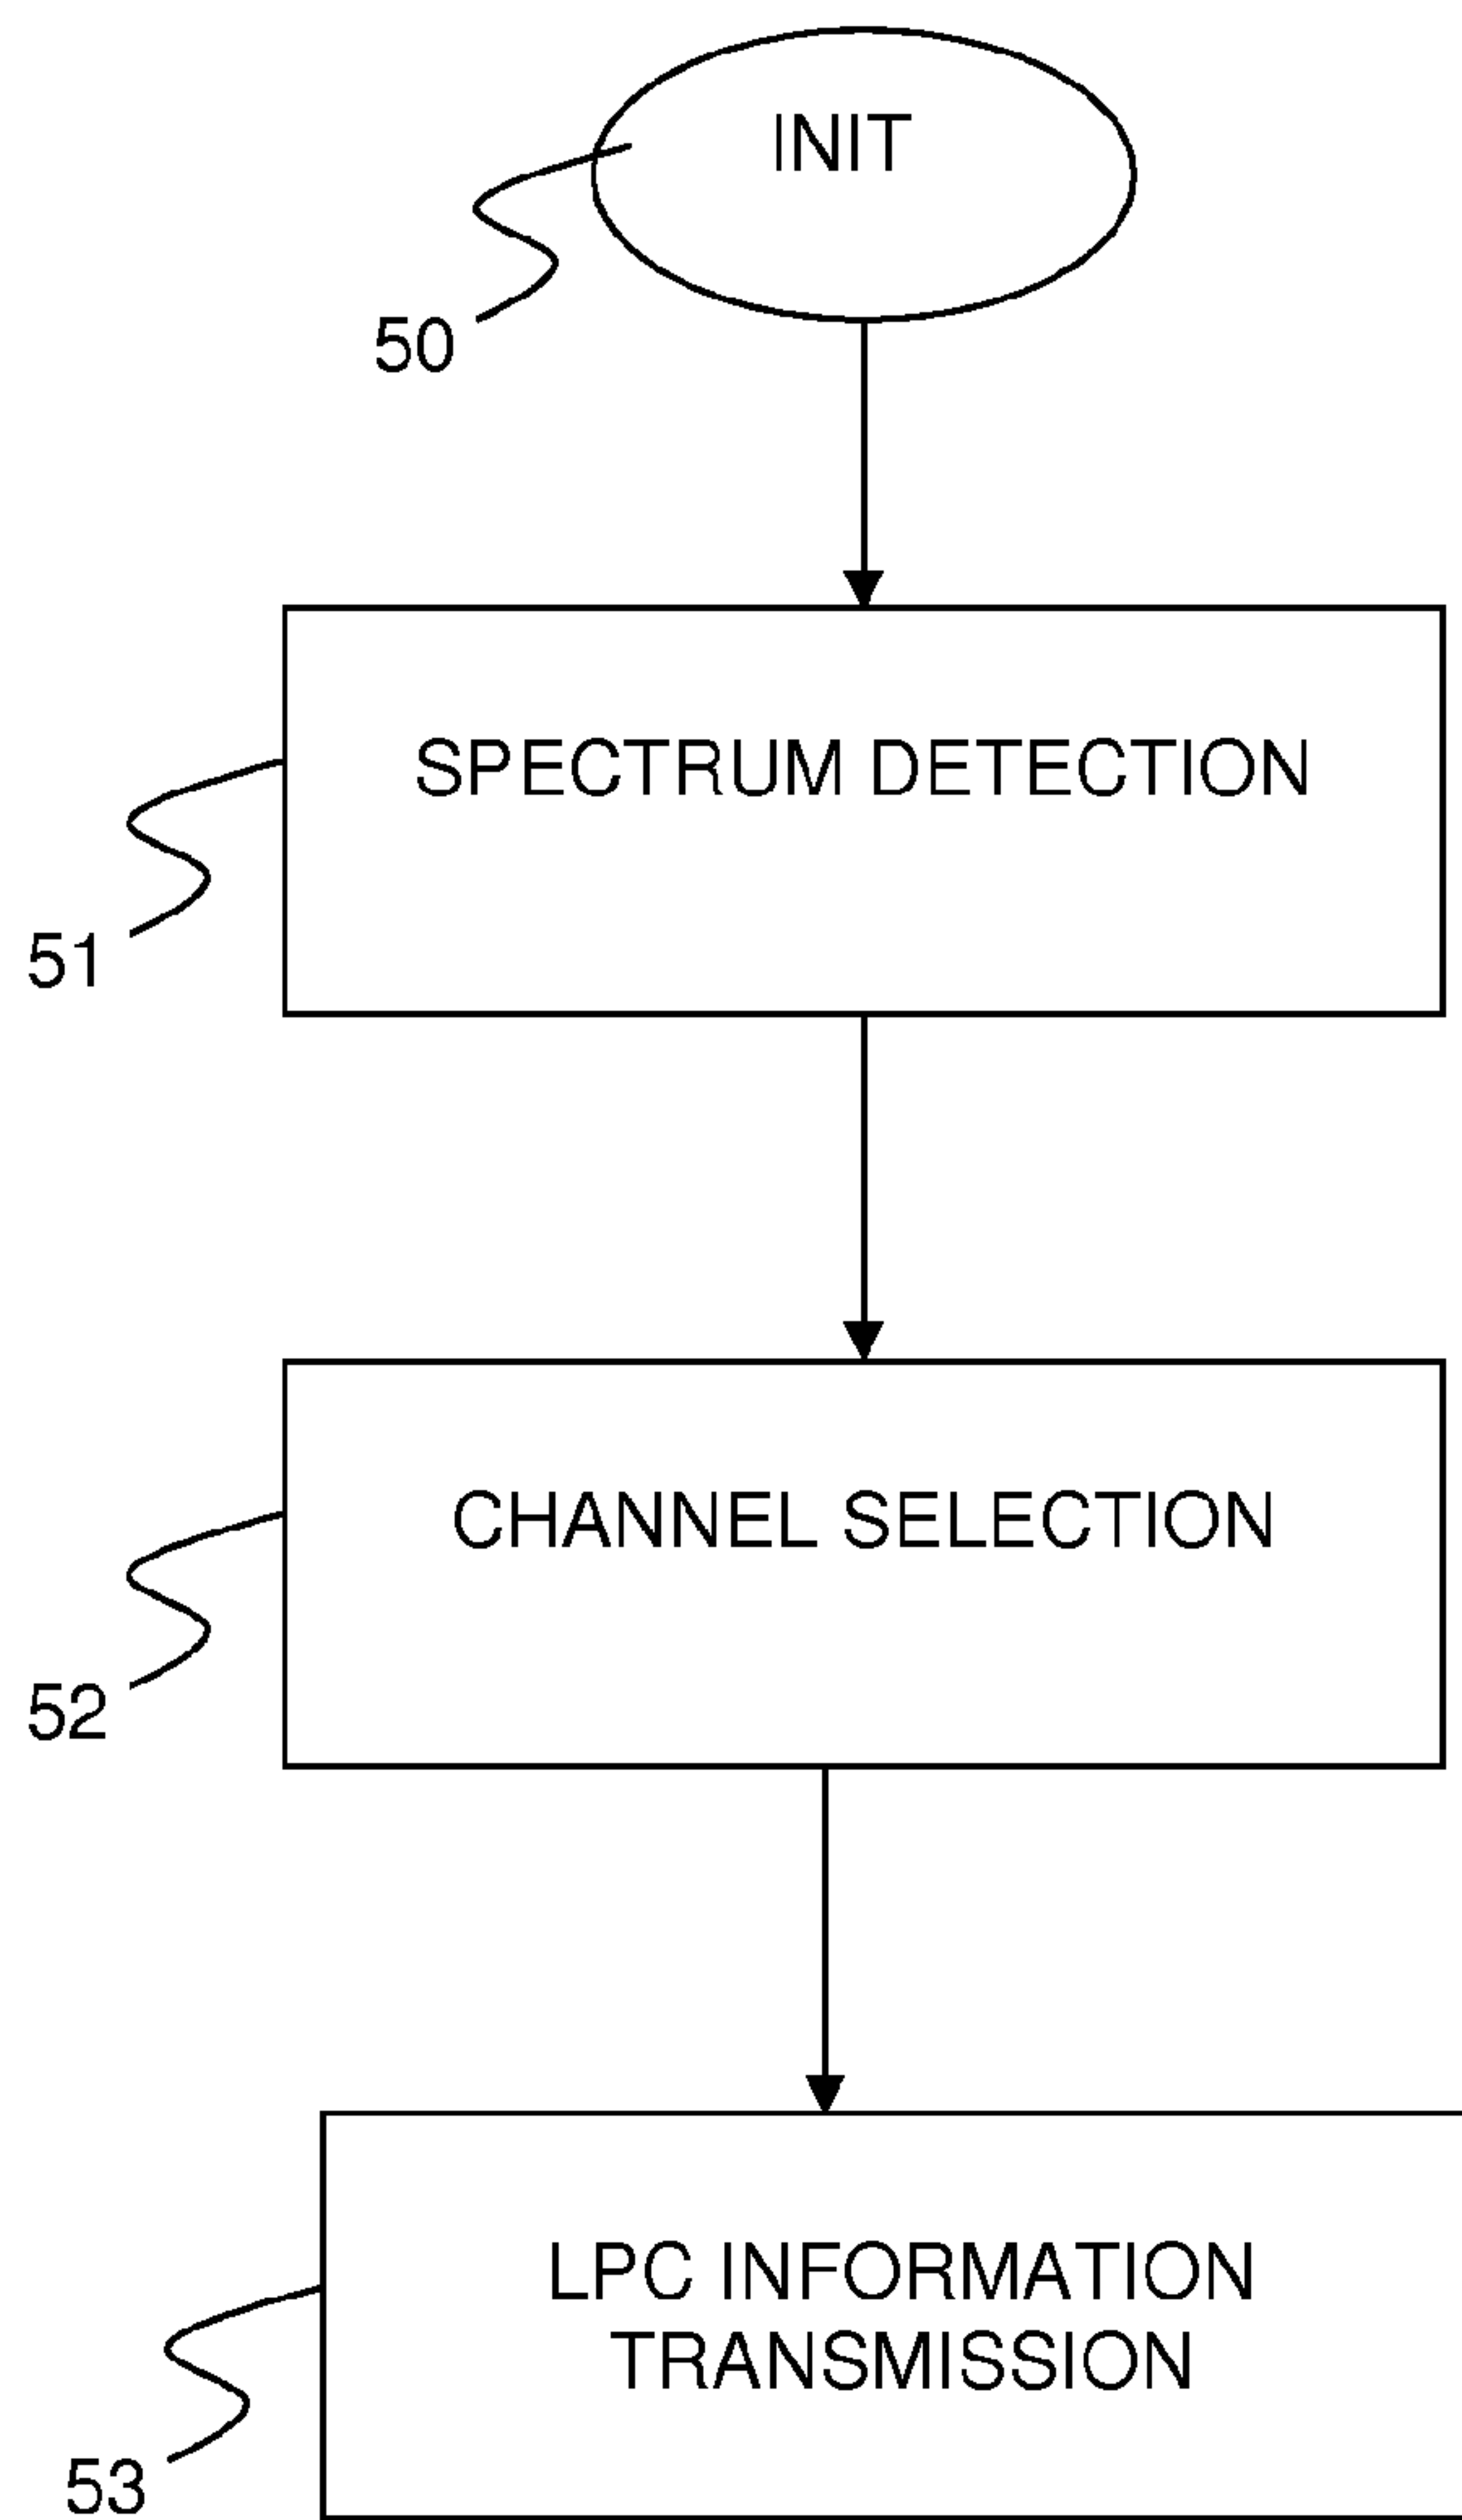 INIT
50
SPECTRUM DETECTION
51
CHANNEL SELECTION
52
LPC INFORMATION
TRANSMISSION
53